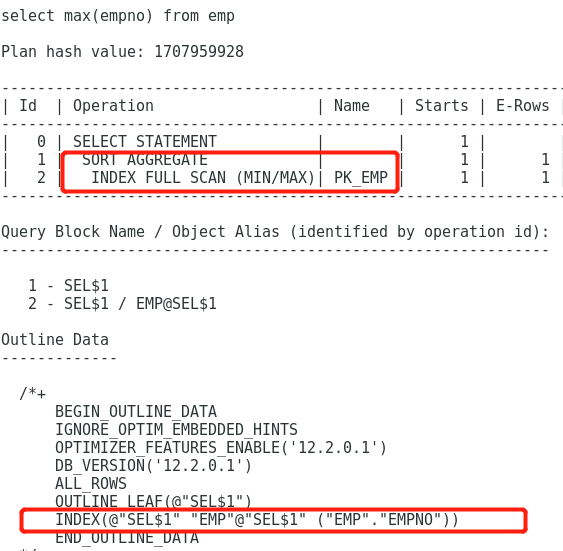 select max(empno) from emp
Plan hash value: 1707959928
---------------------------------------------------------------
| Id  | Operation                  | Name   | Starts | E-Rows |
---------------------------------------------------------------
|   0 | SELECT STATEMENT           |        |      1 |        |
|   1 |  SORT AGGREGATE            |        |      1 |      1 |
|   2 |   INDEX FULL SCAN (MIN/MAX)| PK_EMP |      1 |      1 |
---------------------------------------------------------------
Query Block Name / Object Alias (identified by operation id):
-------------------------------------------------------------
   1 - SEL$1
   2 - SEL$1 / EMP@SEL$1
Outline Data
-------------
  /*+
      BEGIN_OUTLINE_DATA
      IGNORE_OPTIM_EMBEDDED_HINTS
      OPTIMIZER_FEATURES_ENABLE('12.2.0.1')
      DB_VERSION('12.2.0.1')
      ALL_ROWS
      OUTLINE_LEAF(@"SEL$1")
      INDEX(@"SEL$1" "EMP"@"SEL$1" ("EMP"."EMPNO"))
      END_OUTLINE_DATA